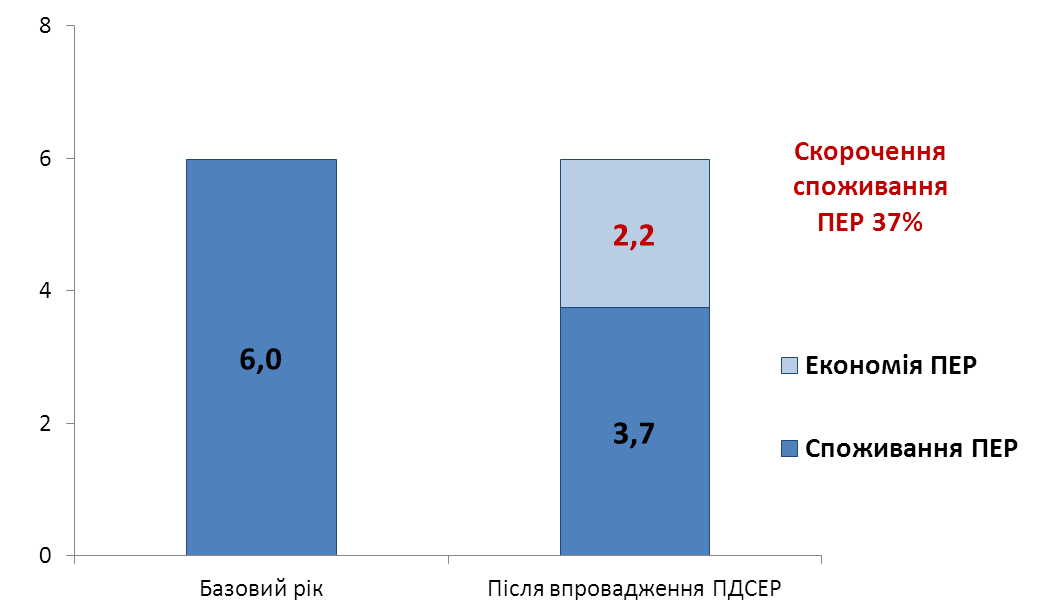 8
6
4
2
0
6,0
2,2
3,7
Базовий рік
Після впровадження ПДСЕР
Скорочення
споживання
ПЕР 37%
Економія ПЕР
Споживання ПЕР